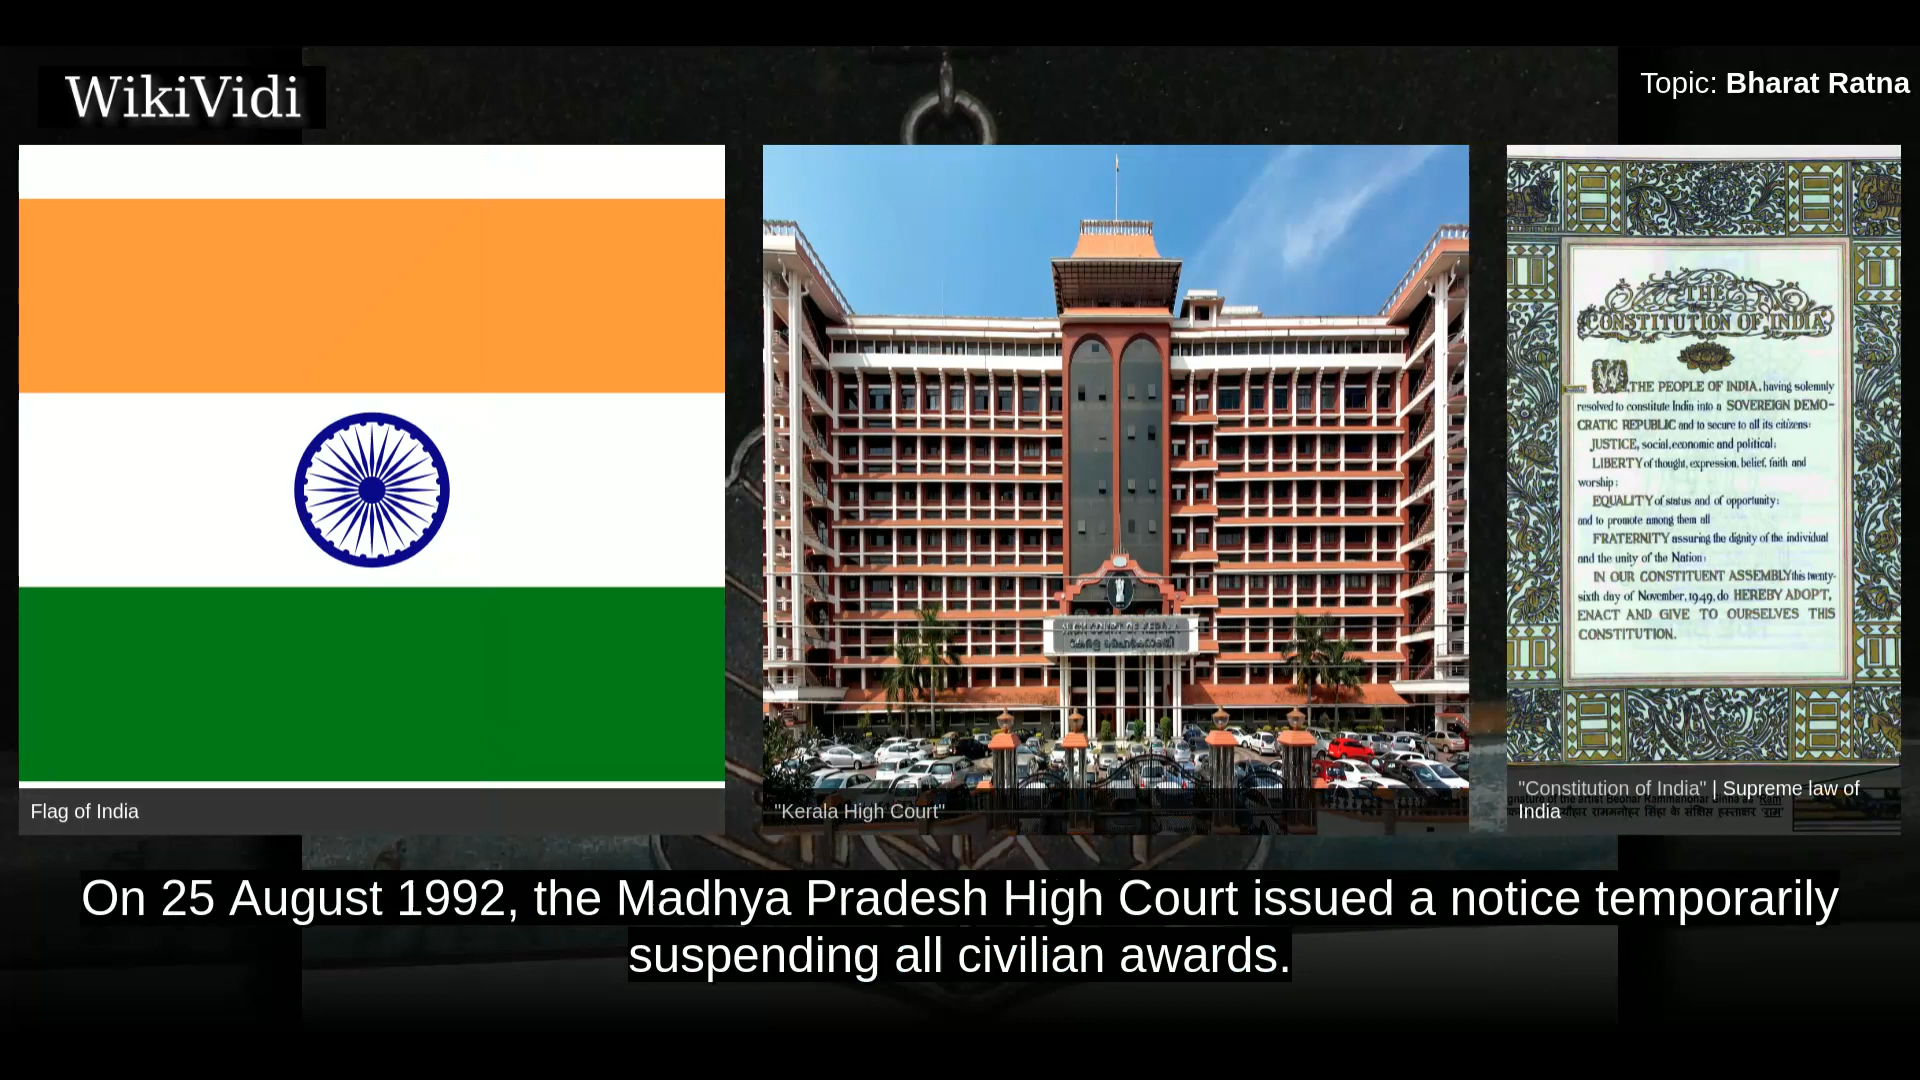 WikiVidi
Topic: Bharat Ratna
THE
CONSTITUTION OF INDIA
WE, THE PEOPLE OF INDIA, having solemnly
resolved to constitute India into a SOVEREIGN DEMO-
CRATIC REPUBLIC and to secure to all its citizens:
JUSTICE, social, economic and political;
LIBERTY of thought, expression, belief, faith and
worship;
EQUALITY of status and of opportunity;
and to promote among them all
FRATERNITY assuring the dignity of the individual
and the unity of the Nation;
IN OUR CONSTITUENT ASSEMBLY this twenty-
sixth day of November, 1949, do HEREBY ADOPT,
ENACT AND GIVE TO OURSELVES THIS
CONSTITUTION.
HIGH COURT OF KERALA
കേരള ഹൈക്കോടതി
Flag of India
"Kerala High Court"
"Constitution of India" | Supreme law of
India
On 25 August 1992, the Madhya Pradesh High Court issued a notice temporarily
suspending all civilian awards.